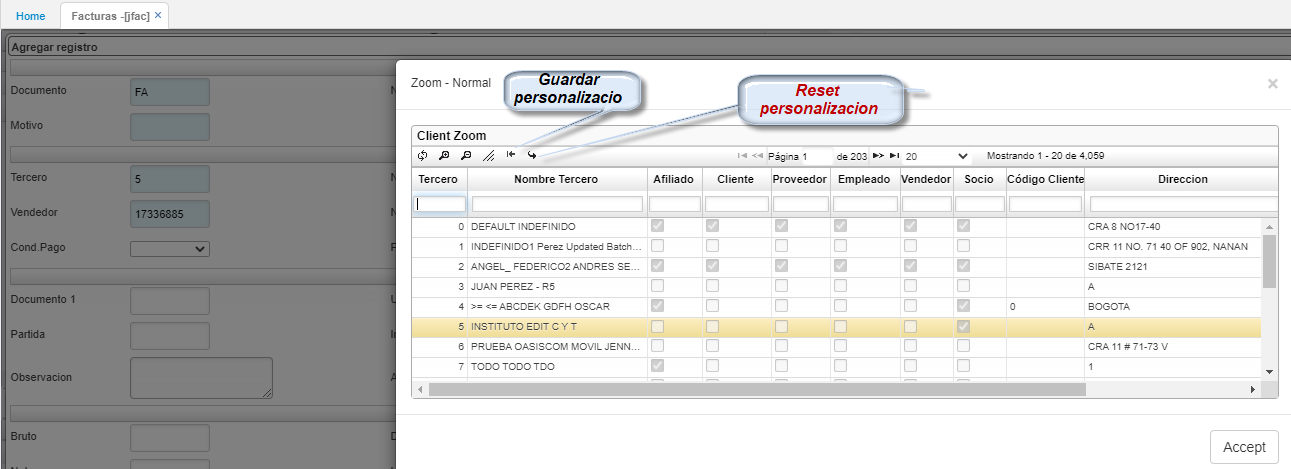 Home
Facturas -[jfac] ×
Agregar registro
Documento
FA
Motivo
Tercero
5
Vendedor
17336885
Cond.Pago
Documento 1
Partida
Observacion
Bruto
Zoom - Normal
×
Guardar
personalizacio
Reset
personalizacion
Client Zoom
Página 1 de 203 20 Mostrando 1 - 20 de 4,059
Tercero Nombre Tercero Afiliado Cliente Proveedor Empleado Vendedor Socio Código Cliente Direccion
0 DEFAULT INDEFINIDO CRA 8 NO17-40
1 INDEFINIDO1 Perez Updated Batch... CRR 11 NO. 71 40 OF 902, NANAN
2 ANGEL_ FEDERICO2 ANDRES SE... SIBATE 2121
3 JUAN PEREZ - R5 A
4 >= <= ABCDEK GDFH OSCAR 0 BOGOTA
5 INSTITUTO EDIT C Y T A
6 PRUEBA OASISCOM MOVIL JENN... CRA 11 # 71-73 V
7 TODO TODO TDO 1
Accept